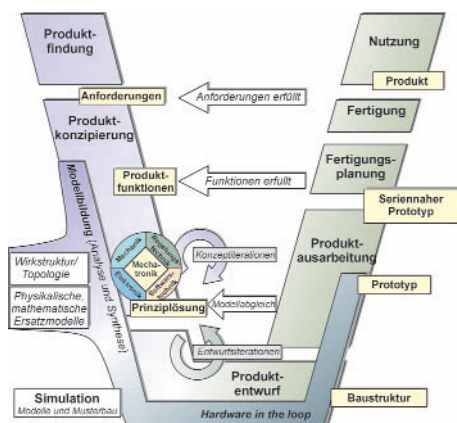 Produkt-
findung
Nutzung
Produkt
Anforderungen
Anforderungen erfüllt
Produkt-
konzipierung
Fertigung
Produkt-
funktionen
Funktionen erfüllt
Fertigungs-
planung
Seriennaher
Prototyp
Modellbildung
(Analyse und Synthese)
Mechanik
Mecha-
tronik
Elektronik
Software-
technik
Konzeptiterationen
Produkt-
ausarbeitung
Wirkstruktur/
Topologie
Physikalische,
mathematische
Ersatzmodelle
Prinziplösung
Modellabgleich
Prototyp
Entwurfsiterationen
Produkt-
entwurf
Simulation
Modelle und Musterbau
Baustruktur
Hardware in the loop